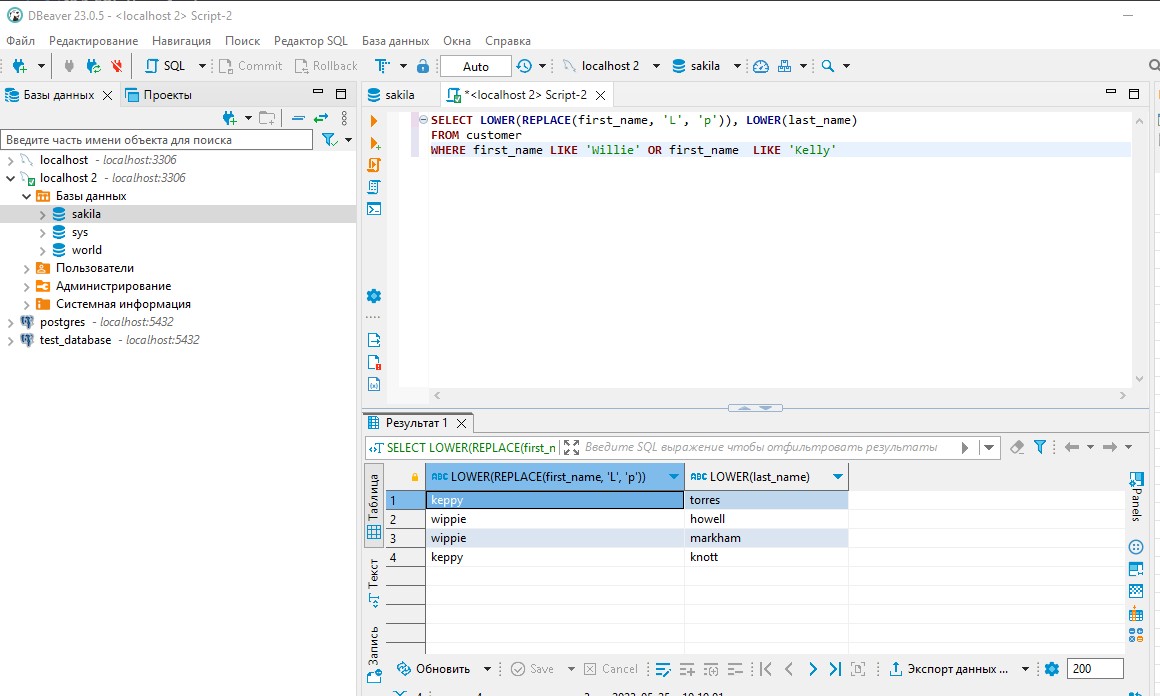 DBeaver 23.0.5 - <localhost 2> Script-2
Файл Редактирование Навигация Поиск Редактор SQL База данных Окна Справка
SQL Commit Rollback Auto localhost 2 sakila
Базы данных Проекты
sakila *<localhost 2> Script-2
Введите часть имени объекта для поиска
localhost - localhost:3306
localhost 2 - localhost:3306
Базы данных
sakila
sys
world
Пользователи
Администрирование
Системная информация
postgres - localhost:5432
test_database - localhost:5432
SELECT LOWER(REPLACE(first_name, 'L', 'p')), LOWER(last_name)
FROM customer
WHERE first_name LIKE 'Willie' OR first_name  LIKE 'Kelly'
Результат 1
SELECT LOWER(REPLACE(first_n Введите SQL выражение чтобы отфильтровать результаты
Таблица
Текст
Запись
ABC LOWER(REPLACE(first_name, 'L', 'p')) ABC LOWER(last_name)
1 keppy torres
2 wippie howell
3 wippie markham
4 keppy knott
Panels
Обновить Save Cancel Экспорт данных ... 200